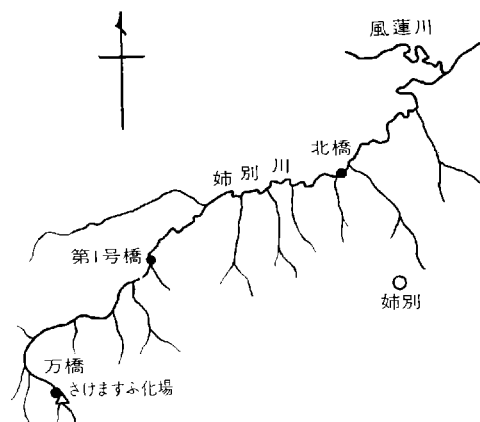 風蓮川
北橋
姉別川
第1号橋
姉別
万橋
さけますふ化場